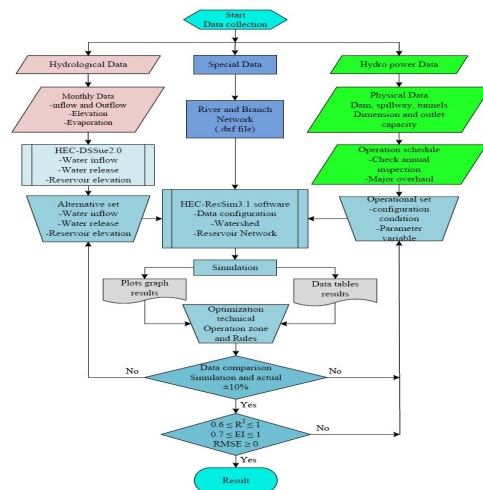 Start
Data collection
Hydrological Data
Special Data
Hydro power Data
Monthly Data
-inflow and Outflow
-Elevation
-Evaporation
River and Branch
Network
(.dxf file)
Physical Data
Dam, spillway, tunnels
Dimension and outlet
capacity
HEC-DSSue2.0
-Water inflow
-Water release
-Reservoir elevation
Operation schedule
-Check annual
inspection
-Major overhaul
Alternative set
-Water inflow
-Water release
-Reservoir elevation
HEC-ResSim3.1 software
-Data configuration
-Watershed
-Reservoir Network
Operational set
-configuration
condition
-Parameter
variable
Simulation
Plots graph
results
Data tables
results
Optimization
technical
Operation zone
and Rules
No
Data comparison
Simulation and actual
±10%
No
Yes
0.6 ≤ R² ≤ 1
0.7 ≤ EI ≤ 1
RMSE ≥ 0
No
Yes
Result